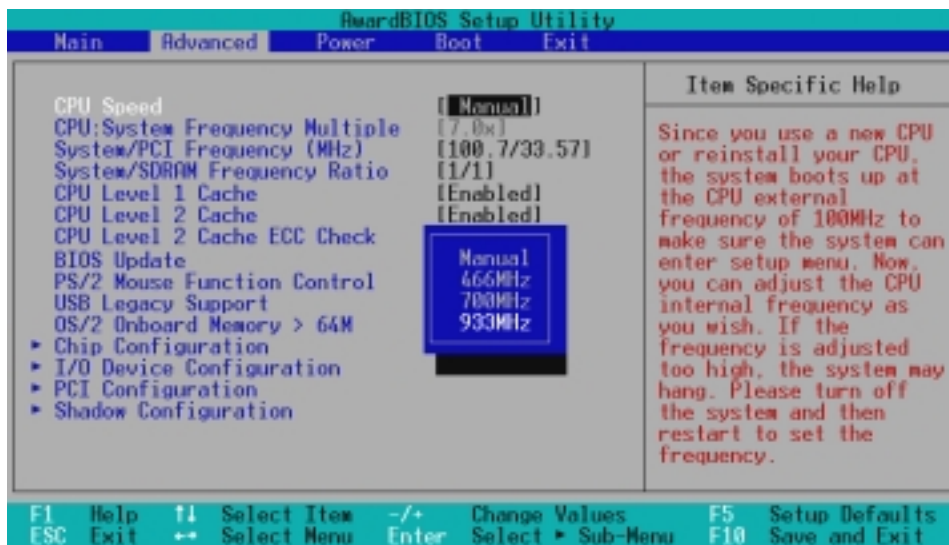 AwardBIOS Setup Utility
Main Advanced Power Boot Exit
CPU Speed [ Manual]
CPU:System Frequency Multiple [7.0x]
System/PCI Frequency (MHz) [100.7/33.57]
System/SDRAM Frequency Ratio [1/1]
CPU Level 1 Cache [Enabled]
CPU Level 2 Cache [Enabled]
CPU Level 2 Cache ECC Check
BIOS Update
PS/2 Mouse Function Control
USB Legacy Support
OS/2 Onboard Memory > 64M
▸ Chip Configuration
▸ I/O Device Configuration
▸ PCI Configuration
▸ Shadow Configuration
Manual
466MHz
700MHz
933MHz
Item Specific Help
Since you use a new CPU
or reinstall your CPU,
the system boots up at
the CPU external
frequency of 100MHz to
make sure the system can
enter setup menu. Now,
you can adjust the CPU
internal frequency as
you wish. If the
frequency is adjusted
too high, the system may
hang. Please turn off
the system and then
restart to set the
frequency.
F1 Help ↑↓ Select Item -/+ Change Values F5 Setup Defaults
ESC Exit ↔ Select Menu Enter Select ▸ Sub-Menu F10 Save and Exit